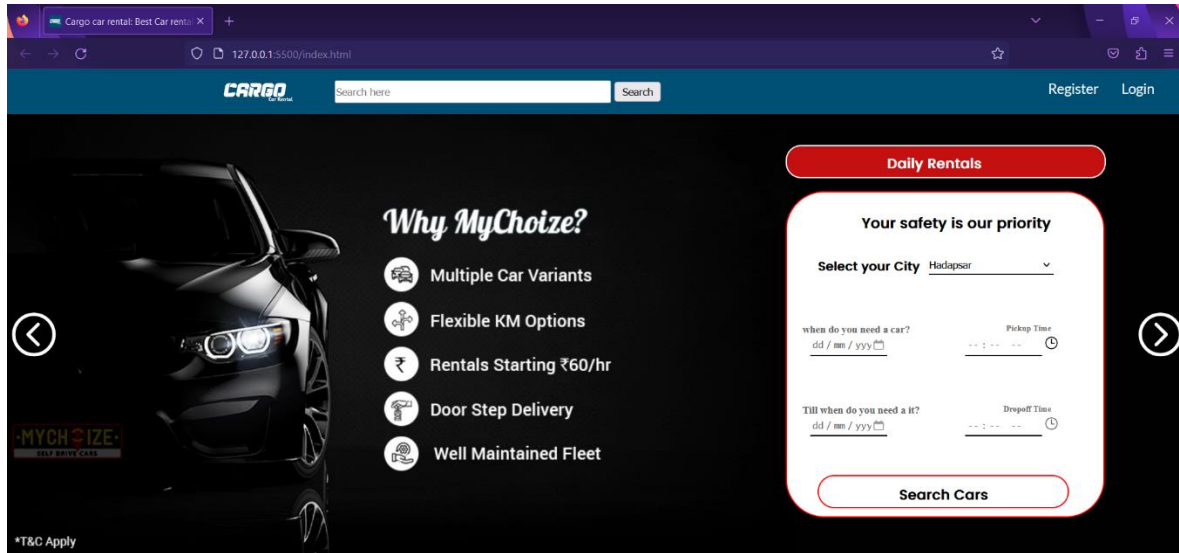 Cargo car rental: Best Car renta
127.0.0.1:5500/index.html
CARGO
Car Rental
Search here
Search
Register
Login
Daily Rentals
Why MyChoize?
Multiple Car Variants
Flexible KM Options
Rentals Starting ₹60/hr
Door Step Delivery
Well Maintained Fleet
Your safety is our priority
Select your City Hadapsar
when do you need a car? Pickup Time
dd / mm / yyy -- : -- --
Till when do you need a it? Dropoff Time
dd / mm / yyy -- : -- --
Search Cars
·MYCHOIZE·
SELF DRIVE CARS
*T&C Apply